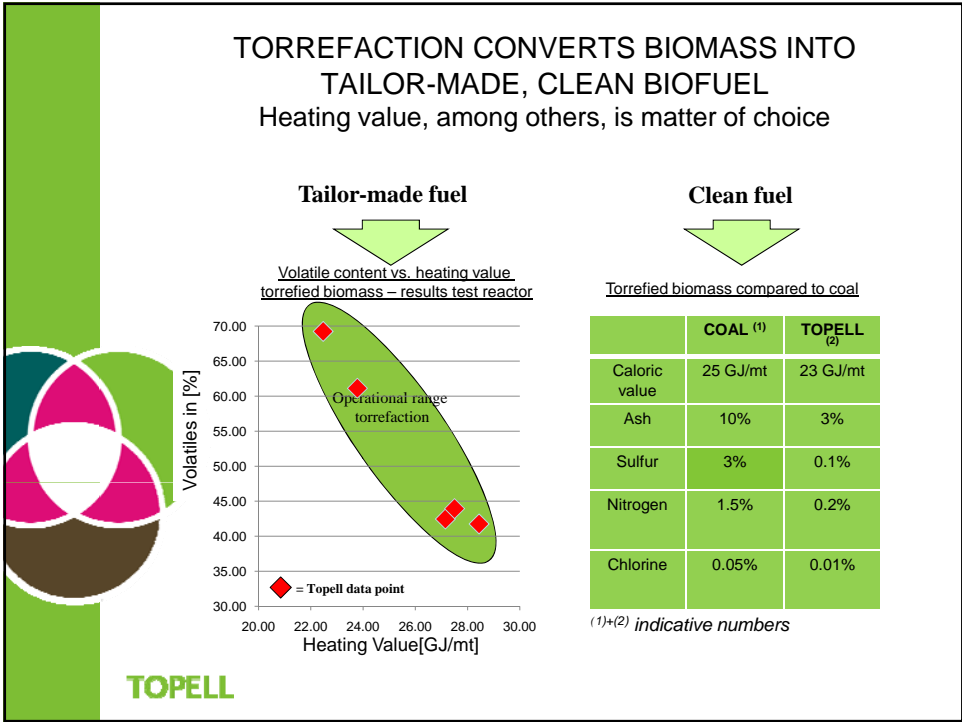 TORREFACTION CONVERTS BIOMASS INTO
TAILOR-MADE, CLEAN BIOFUEL
Heating value, among others, is matter of choice
Tailor-made fuel
Volatile content vs. heating value
torrefied biomass – results test reactor
Volatiles in [%]
70.00
65.00
60.00
55.00
50.00
45.00
40.00
35.00
30.00
Operational range
torrefaction
= Topell data point
20.00 22.00 24.00 26.00 28.00 30.00
Heating Value[GJ/mt]
Clean fuel
Torrefied biomass compared to coal
COAL (1) TOPELL
(2)
Caloric
value 25 GJ/mt 23 GJ/mt
Ash 10% 3%
Sulfur 3% 0.1%
Nitrogen 1.5% 0.2%
Chlorine 0.05% 0.01%
(1)+(2) indicative numbers
TOPELL